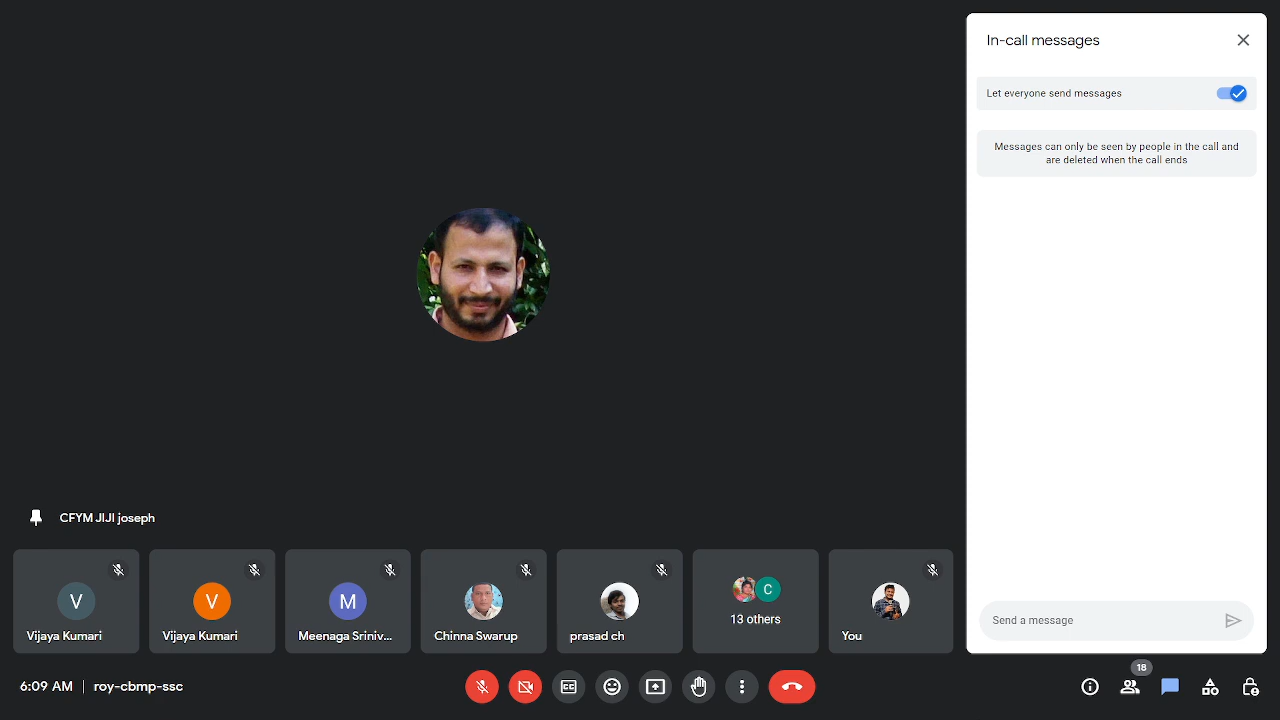 In-call messages
Let everyone send messages
Messages can only be seen by people in the call and
are deleted when the call ends
CFYM JIJI joseph
V
Vijaya Kumari
V
Vijaya Kumari
M
Meenaga Sriniv...
Chinna Swarup
prasad ch
C
13 others
You
Send a message
6:09 AM
roy-cbmp-ssc
18